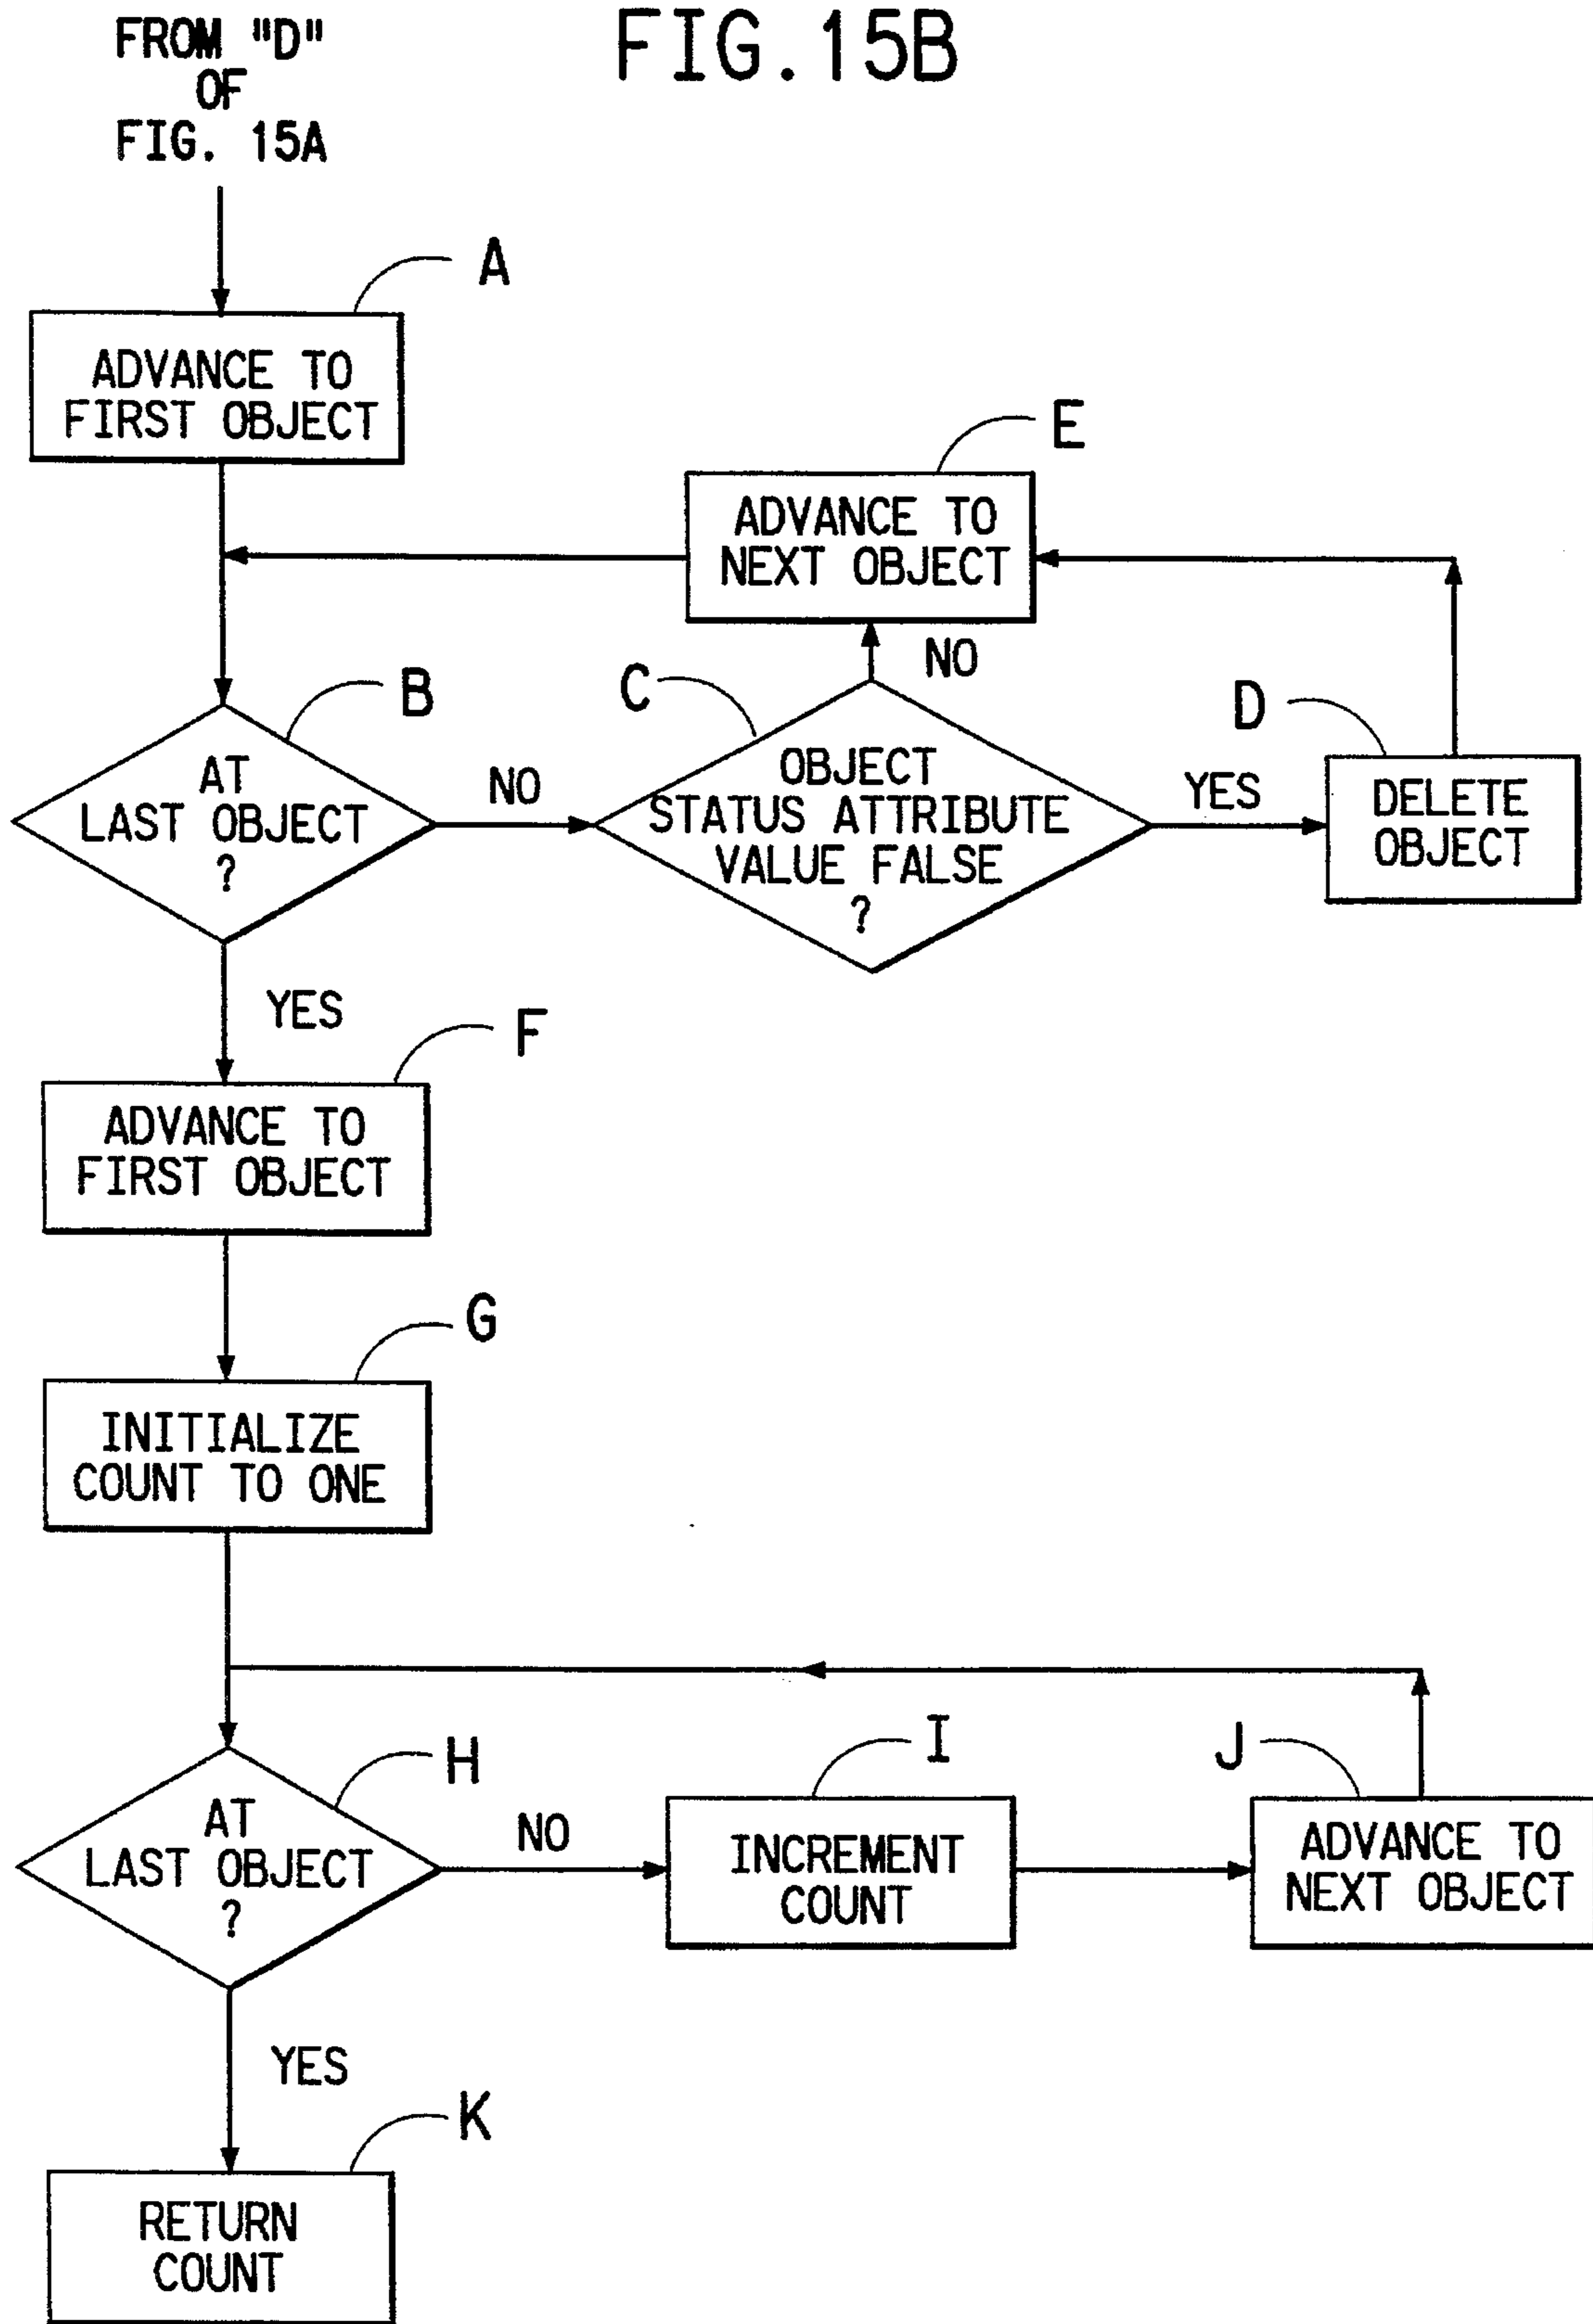 FROM "D"
OF
FIG. 15A
FIG.15B
A
ADVANCE TO
FIRST OBJECT
E
ADVANCE TO
NEXT OBJECT
NO
B
AT
LAST OBJECT
?
NO
C
OBJECT
STATUS ATTRIBUTE
VALUE FALSE
?
YES
D
DELETE
OBJECT
YES
F
ADVANCE TO
FIRST OBJECT
G
INITIALIZE
COUNT TO ONE
H
AT
LAST OBJECT
?
NO
I
INCREMENT
COUNT
J
ADVANCE TO
NEXT OBJECT
YES
K
RETURN
COUNT